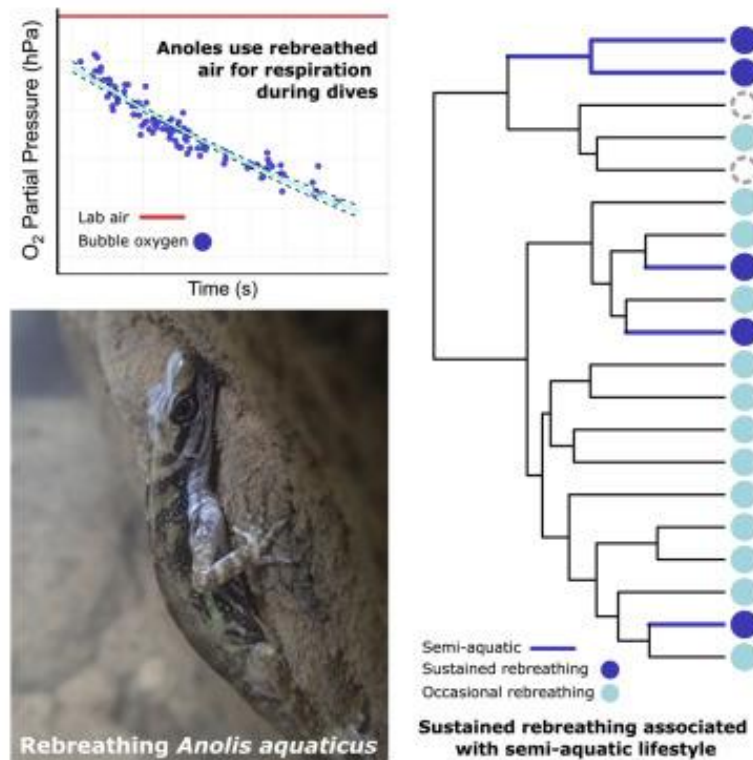 Anoles use rebreathed
air for respiration
during dives
O₂ Partial Pressure (hPa)
Lab air
Bubble oxygen
Time (s)
Rebreathing Anolis aquaticus
Semi-aquatic
Sustained rebreathing
Occasional rebreathing
Sustained rebreathing associated
with semi-aquatic lifestyle